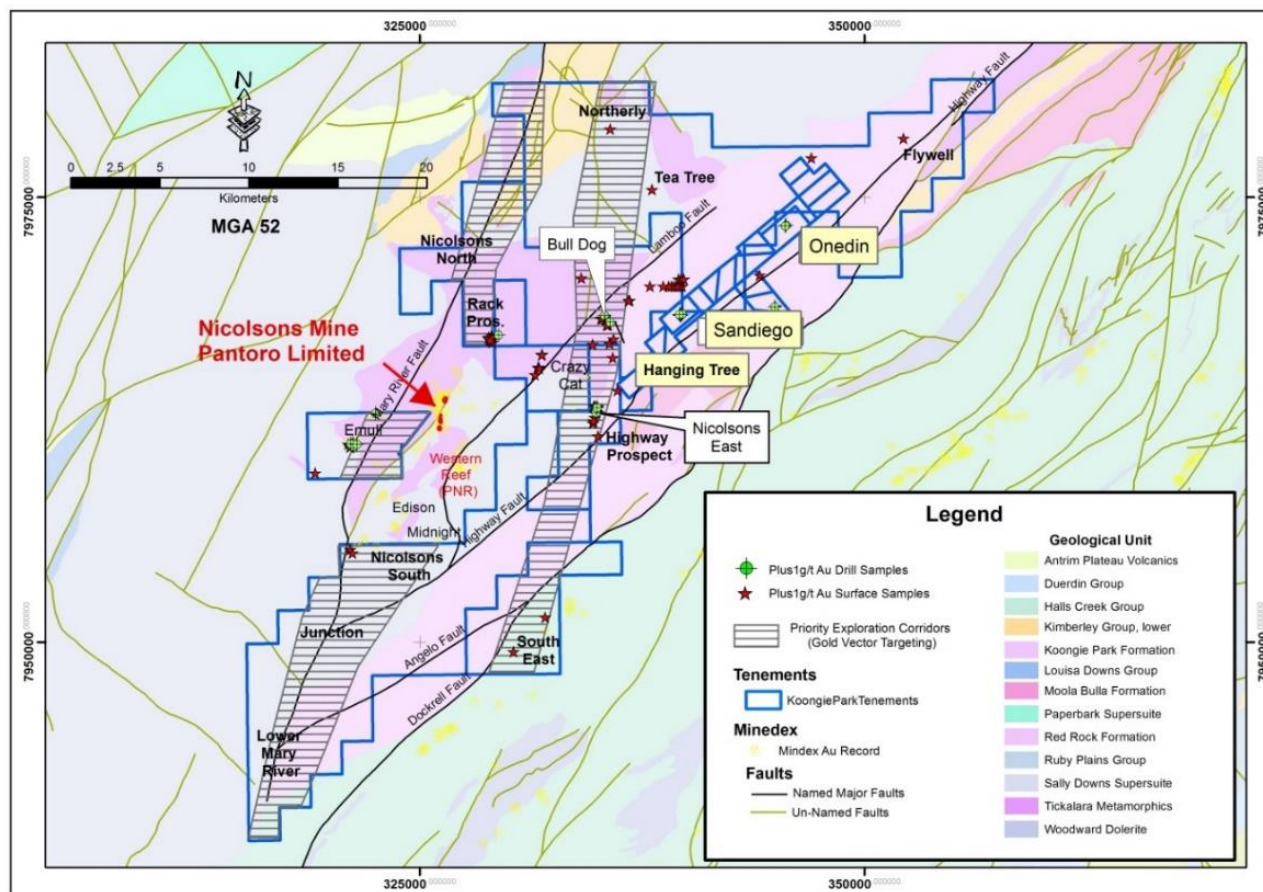 325000
350000
N
0
2.5
5
10
15
20
Kilometers
MGA 52
7975000
7975000
Northerly
Highway Fault
Flywell
Tea Tree
Lamboo Fault
Nicolsons
North
Bull Dog
Onedin
Rack
Pros.
Sandiego
Nicolsons Mine
Pantoro Limited
Mary River Fault
Crazy
Cat
Hanging Tree
Emull
Nicolsons
East
Highway
Prospect
Western
Reef
(PNR)
Edison
Midnight
Highway Fault
Nicolsons
South
Junction
Angelo Fault
South
East
7950000
7950000
Dockrell Fault
Lower
Mary
River
Legend
Plus1g/t Au Drill Samples
Plus1g/t Au Surface Samples
Priority Exploration Corridors
(Gold Vector Targeting)
Tenements
KoongieParkTenements
Minedex
Mindex Au Record
Faults
Named Major Faults
Un-Named Faults
Geological Unit
Antrim Plateau Volcanics
Duerdin Group
Halls Creek Group
Kimberley Group, lower
Koongie Park Formation
Louisa Downs Group
Moola Bulla Formation
Paperbark Supersuite
Red Rock Formation
Ruby Plains Group
Sally Downs Supersuite
Tickalara Metamorphics
Woodward Dolerite
325000
350000